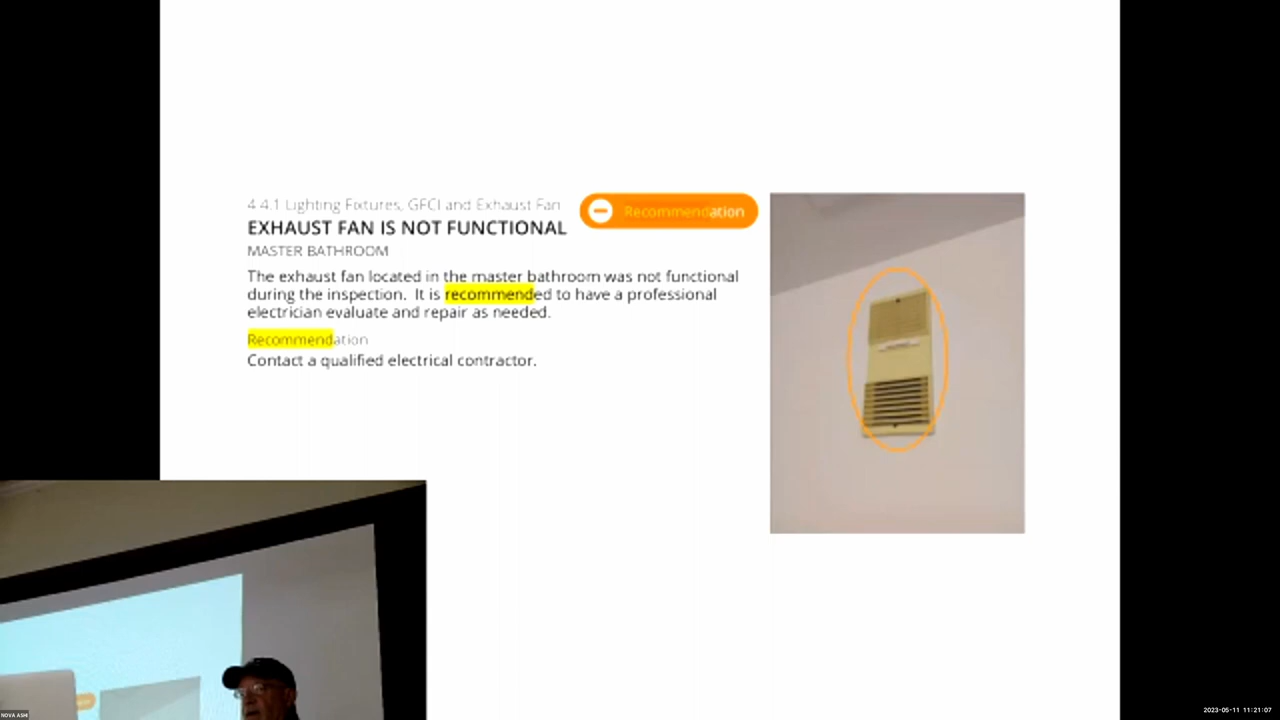 4.4.1 Lighting Fixtures, GFCI and Exhaust Fan
Recommendation
EXHAUST FAN IS NOT FUNCTIONAL
MASTER BATHROOM
The exhaust fan located in the master bathroom was not functional
during the inspection. It is recommended to have a professional
electrician evaluate and repair as needed.
Recommendation
Contact a qualified electrical contractor.
NOVA ASHI
2023-05-11 11:21:07